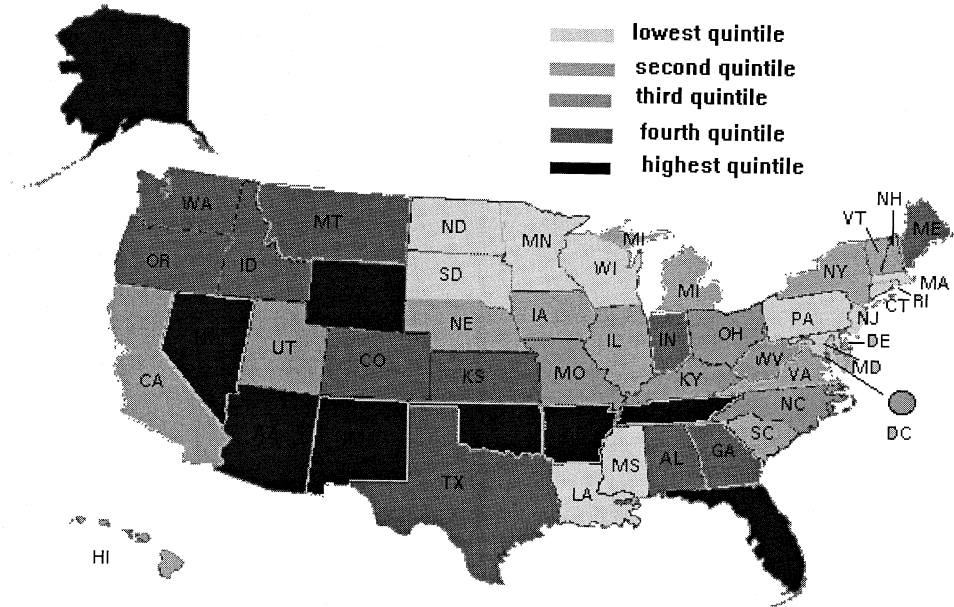 lowest quintile
second quintile
third quintile
fourth quintile
highest quintile
NH
VT
WA
MT
ME
ND
MN
MI
OR
ID
SD
WI
NY
MI
MA
RI
CT
NE
IA
PA
NJ
UT
IL
IN
OH
DE
CO
WV
MD
CA
KS
MO
KY
VA
NC
DC
SC
MS
AL
GA
TX
LA
HI